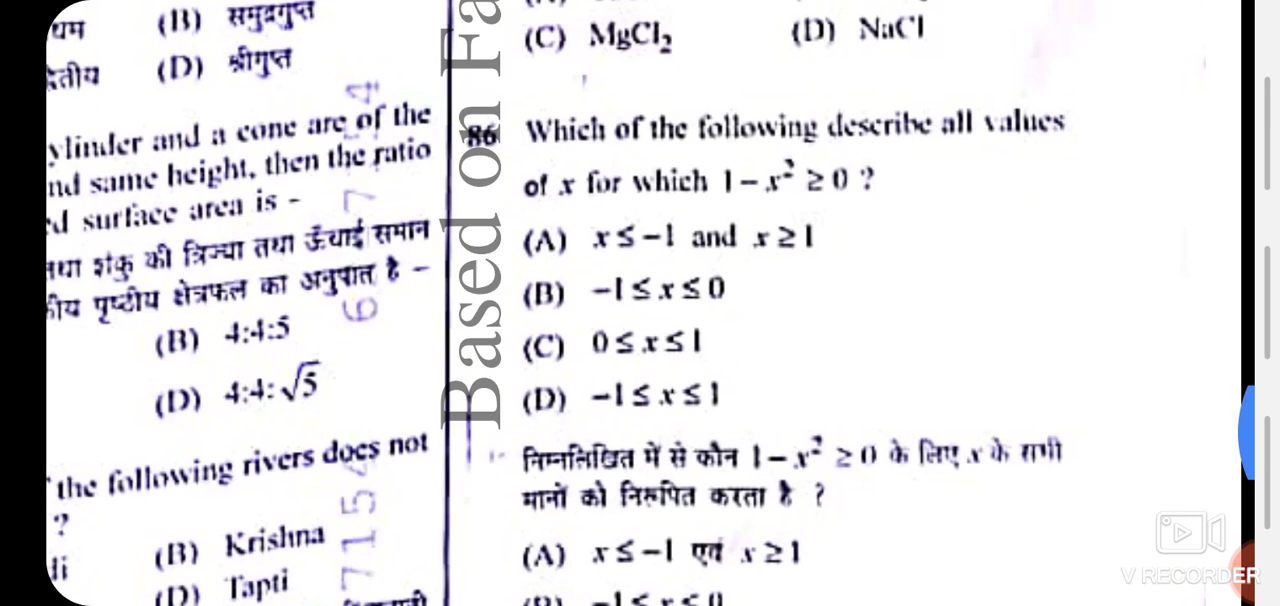 (B) समुद्रगुप्त
(D) श्रीगुप्त
and a cone are of the
same height, then the ratio
surface area is -
शंकु की त्रिज्या तथा ऊँचाई समान
पृष्ठीय क्षेत्रफल का अनुपात है –
(B) 4:4:5
(D) 4:4:√5
the following rivers does not
?
(B) Krishna
(D) Tapti
Based on
(C) MgCl₂ (D) NaCl
86 Which of the following describe all values
of x for which 1 – x² ≥ 0 ?
(A) x ≤ –1 and x ≥ 1
(B) –1 ≤ x ≤ 0
(C) 0 ≤ x ≤ 1
(D) –1 ≤ x ≤ 1
निम्नलिखित में से कौन 1 – x² ≥ 0 के लिए x के सभी
मानों को निरूपित करता है ?
(A) x ≤ –1 एवं x ≥ 1
(B) –1 ≤ x ≤ 0
V RECORDER